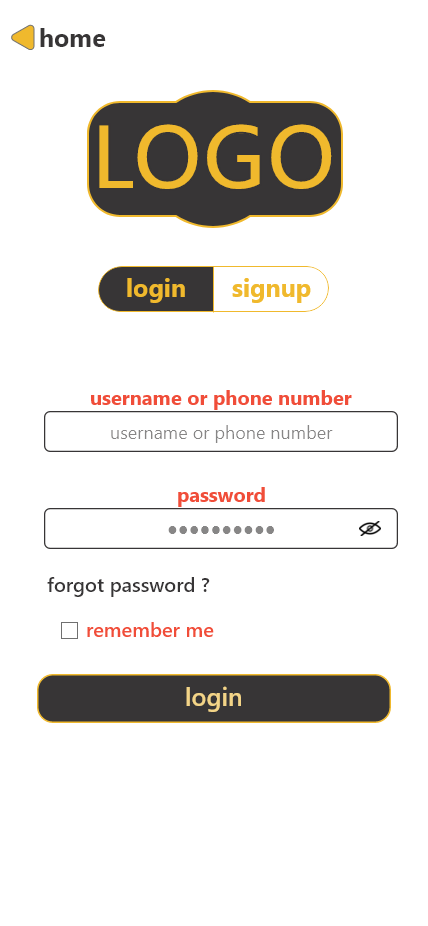 home
LOGO
login signup
username or phone number
username or phone number
password
••••••••••
forgot password ?
remember me
login